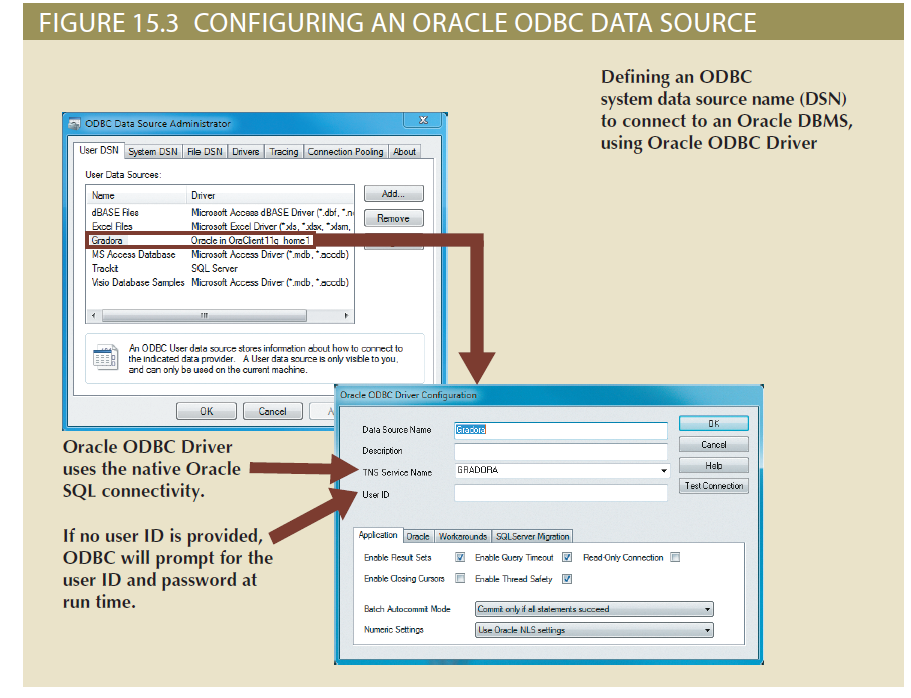 FIGURE 15.3 CONFIGURING AN ORACLE ODBC DATA SOURCE
Defining an ODBC
system data source name (DSN)
to connect to an Oracle DBMS,
using Oracle ODBC Driver
ODBC Data Source Administrator
User DSN System DSN File DSN Drivers Tracing Connection Pooling About
User Data Sources:
Name Driver
Add...
dBASE Files Microsoft Access dBASE Driver (*.dbf, *.n
Remove
Excel Files Microsoft Excel Driver (*.xls, *.xlsx, *.xlsm,
Gradora Oracle in OraClient11g_home1
MS Access Database Microsoft Access Driver (*.mdb, *.accdb)
Trackit SQL Server
Visio Database Samples Microsoft Access Driver (*.mdb, *.accdb)
An ODBC User data source stores information about how to connect to
the indicated data provider. A User data source is only visible to you,
and can only be used on the current machine.
OK Cancel A
Oracle ODBC Driver
uses the native Oracle
SQL connectivity.
If no user ID is provided,
ODBC will prompt for the
user ID and password at
run time.
Oracle ODBC Driver Configuration
Data Source Name Gradora
OK
Description
Cancel
TNS Service Name GRADORA
Help
User ID
Test Connection
Application Oracle Workarounds SQLServer Migration
Enable Result Sets Enable Query Timeout Read-Only Connection
Enable Closing Cursors Enable Thread Safety
Batch Autocommit Mode Commit only if all statements succeed
Numeric Settings Use Oracle NLS settings